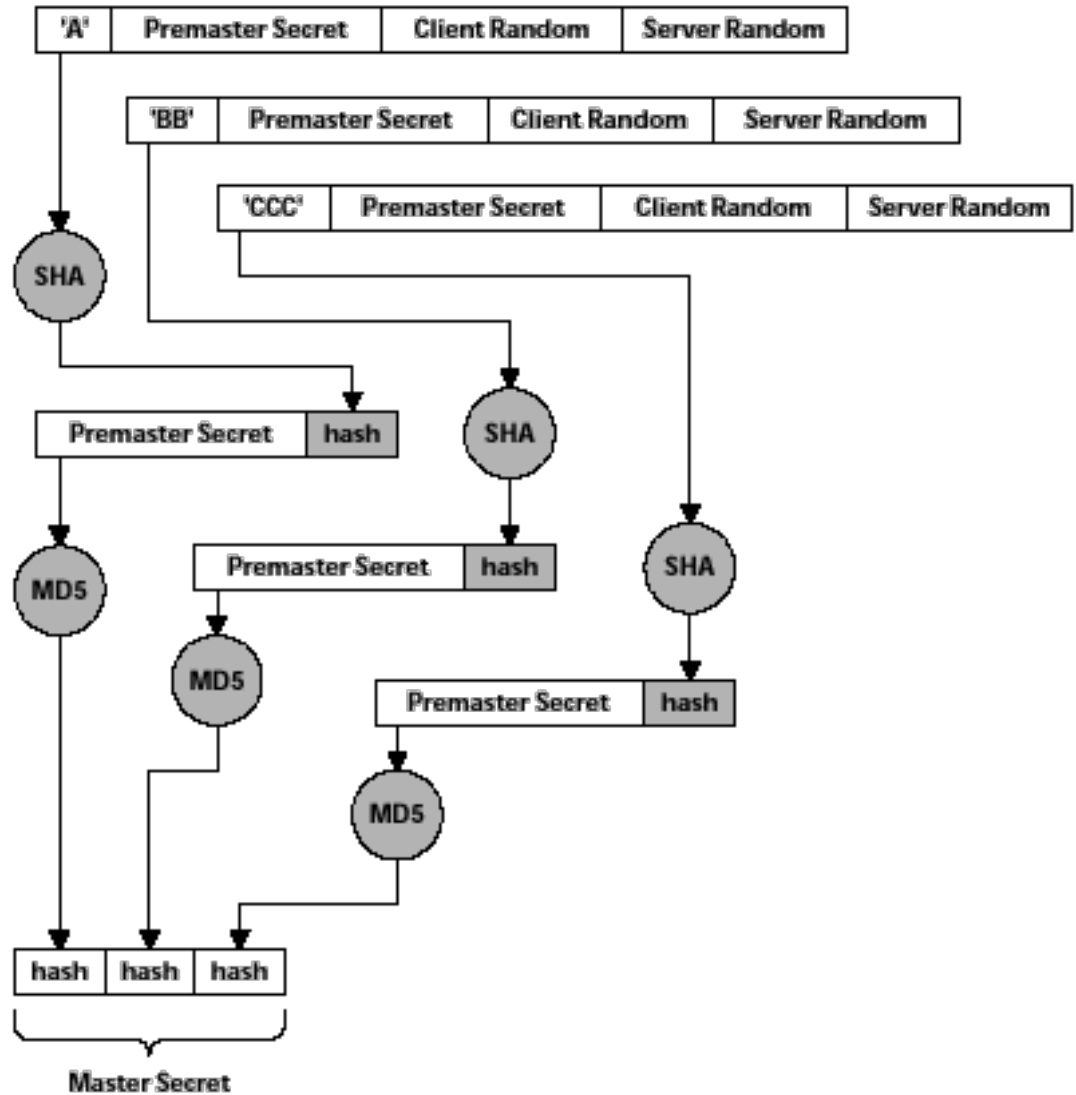 'A' Premaster Secret Client Random Server Random
'BB' Premaster Secret Client Random Server Random
'CCC' Premaster Secret Client Random Server Random
SHA
Premaster Secret hash
SHA
MD5
Premaster Secret hash
SHA
MD5
Premaster Secret hash
MD5
hash hash hash
Master Secret